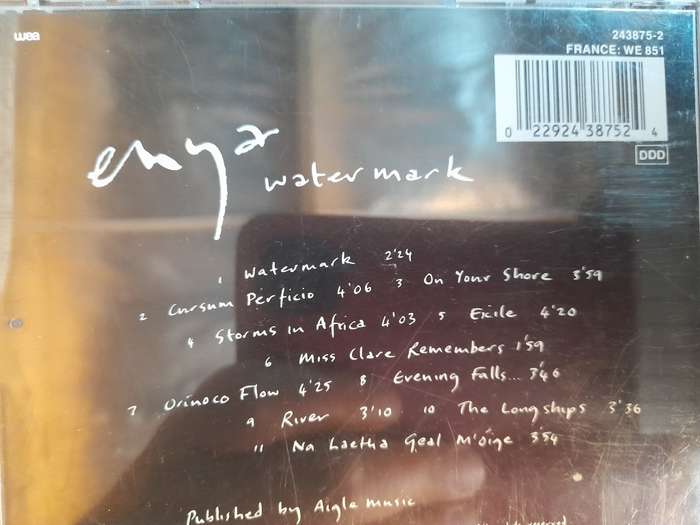 wea
243875-2
FRANCE: WE 851
0 22924 38752 4
DDD
enya
watermark
1 Watermark 2'24
2 Cursum Perficio 4'06 3 On Your Shore 3'59
4 Storms in Africa 4'03 5 Exile 4'20
6 Miss Clare Remembers 1'59
7 Orinoco Flow 4'25 8 Evening Falls... 3'46
9 River 3'10 10 The Longships 3'36
11 Na Laetha Geal M'óige 3'54
Published by Aigle Music